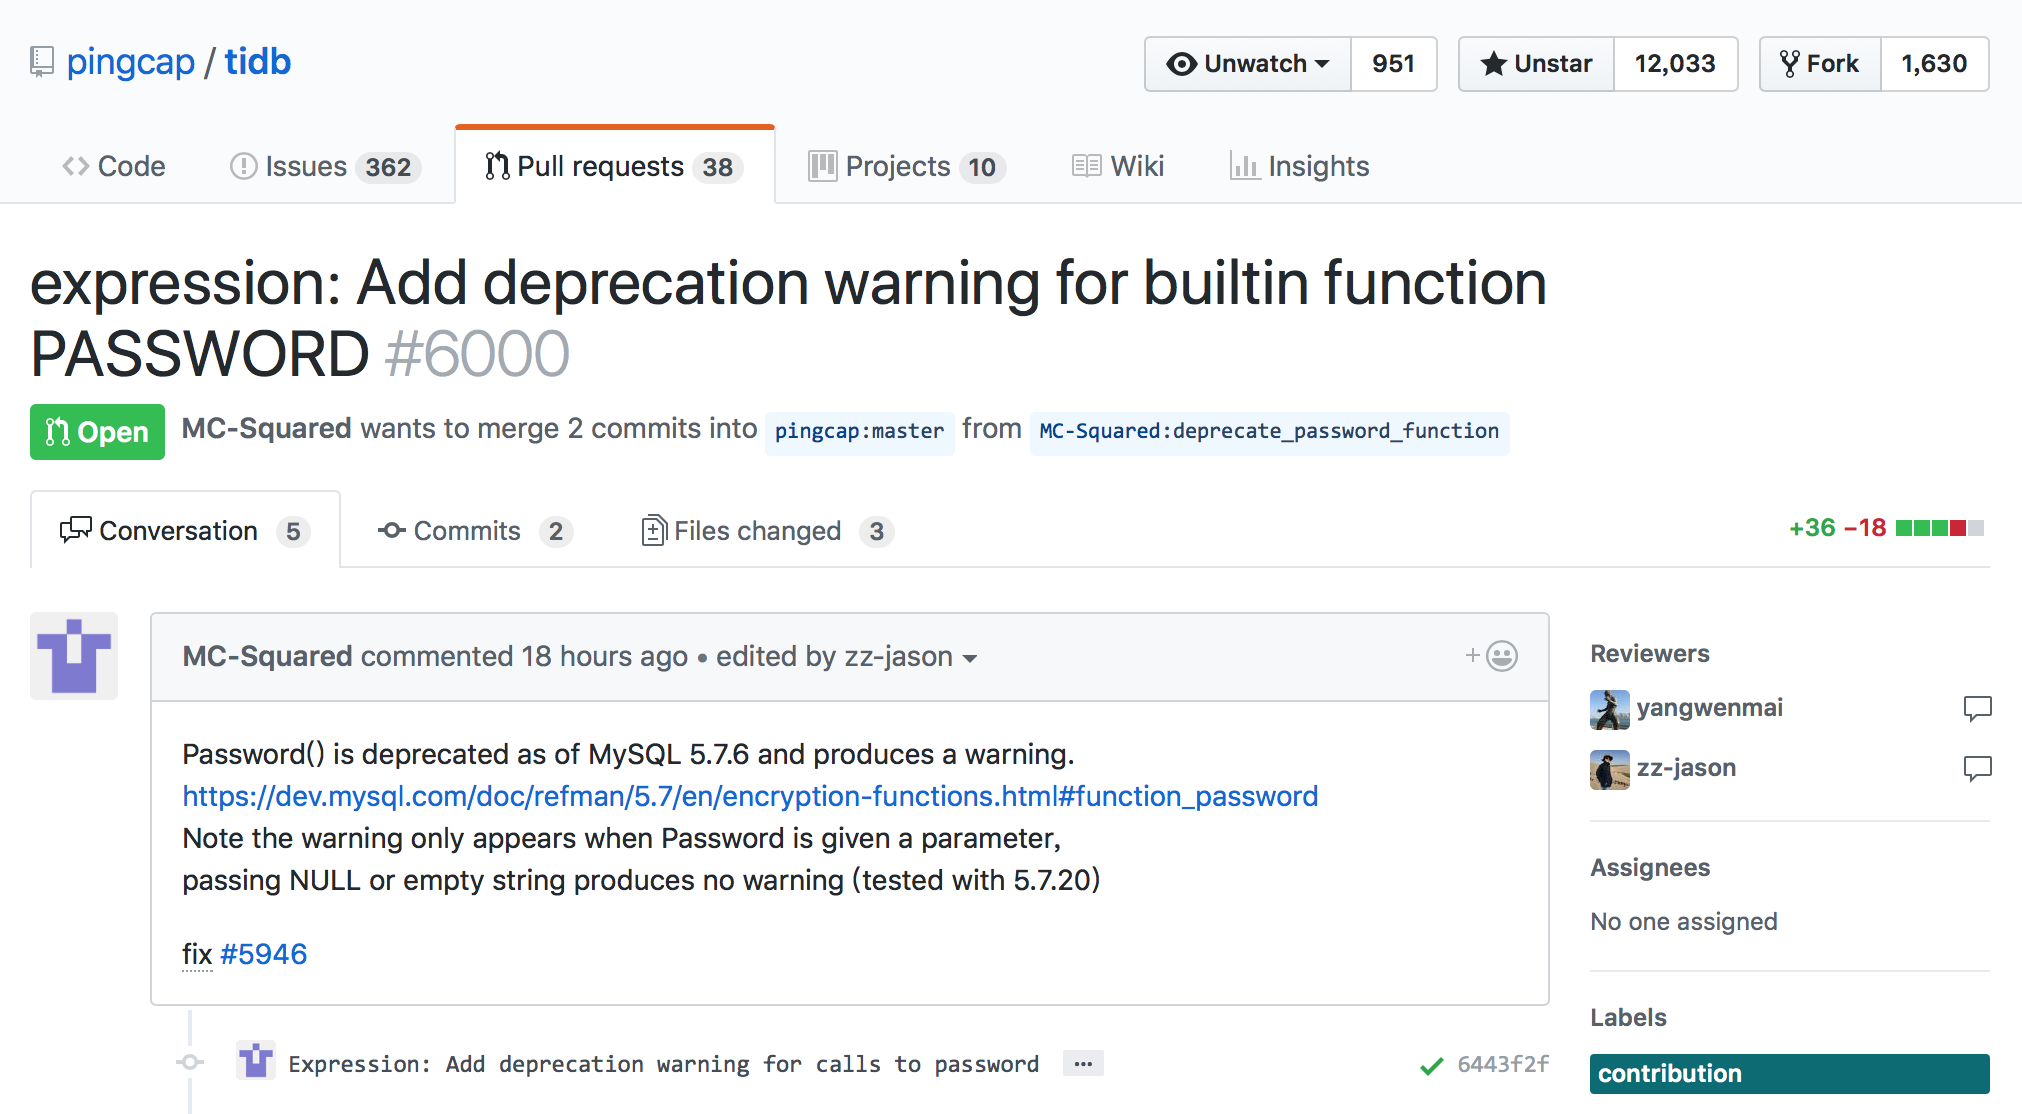 pingcap / tidb
Unwatch 951 Unstar 12,033 Fork 1,630
Code Issues 362 Pull requests 38 Projects 10 Wiki Insights
expression: Add deprecation warning for builtin function
PASSWORD #6000
Open MC-Squared wants to merge 2 commits into pingcap:master from MC-Squared:deprecate_password_function
Conversation 5 Commits 2 Files changed 3 +36 −18
MC-Squared commented 18 hours ago • edited by zz-jason
Password() is deprecated as of MySQL 5.7.6 and produces a warning.
https://dev.mysql.com/doc/refman/5.7/en/encryption-functions.html#function_password
Note the warning only appears when Password is given a parameter,
passing NULL or empty string produces no warning (tested with 5.7.20)
fix #5946
Expression: Add deprecation warning for calls to password ... 6443f2f
Reviewers
yangwenmai
zz-jason
Assignees
No one assigned
Labels
contribution